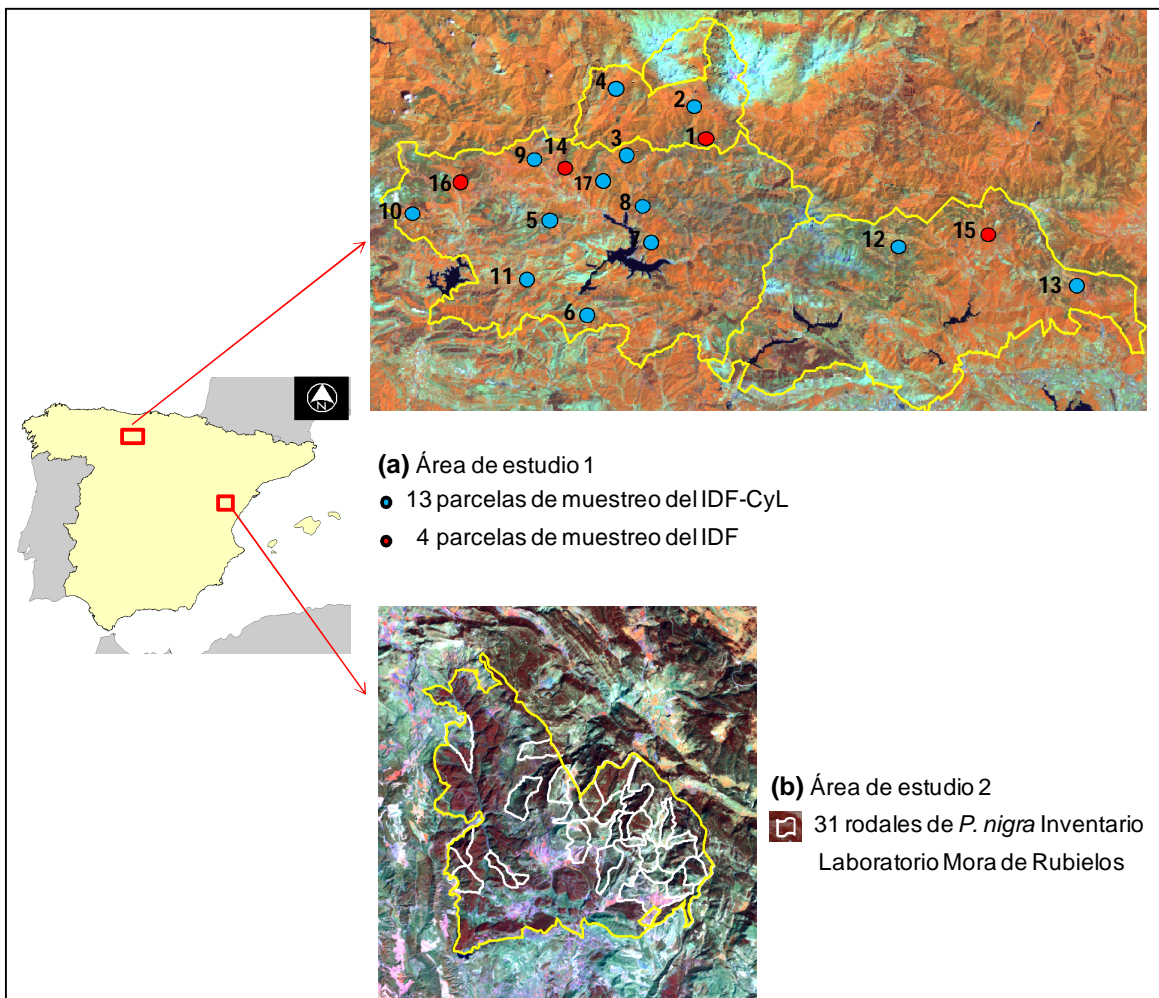 4
2
1
3
14
9
17
16
8
10
5
7
12
15
11
13
6
N
(a) Área de estudio 1
13 parcelas de muestreo del IDF-CyL
4 parcelas de muestreo del IDF
(b) Área de estudio 2
31 rodales de P. nigra Inventario
Laboratorio Mora de Rubielos